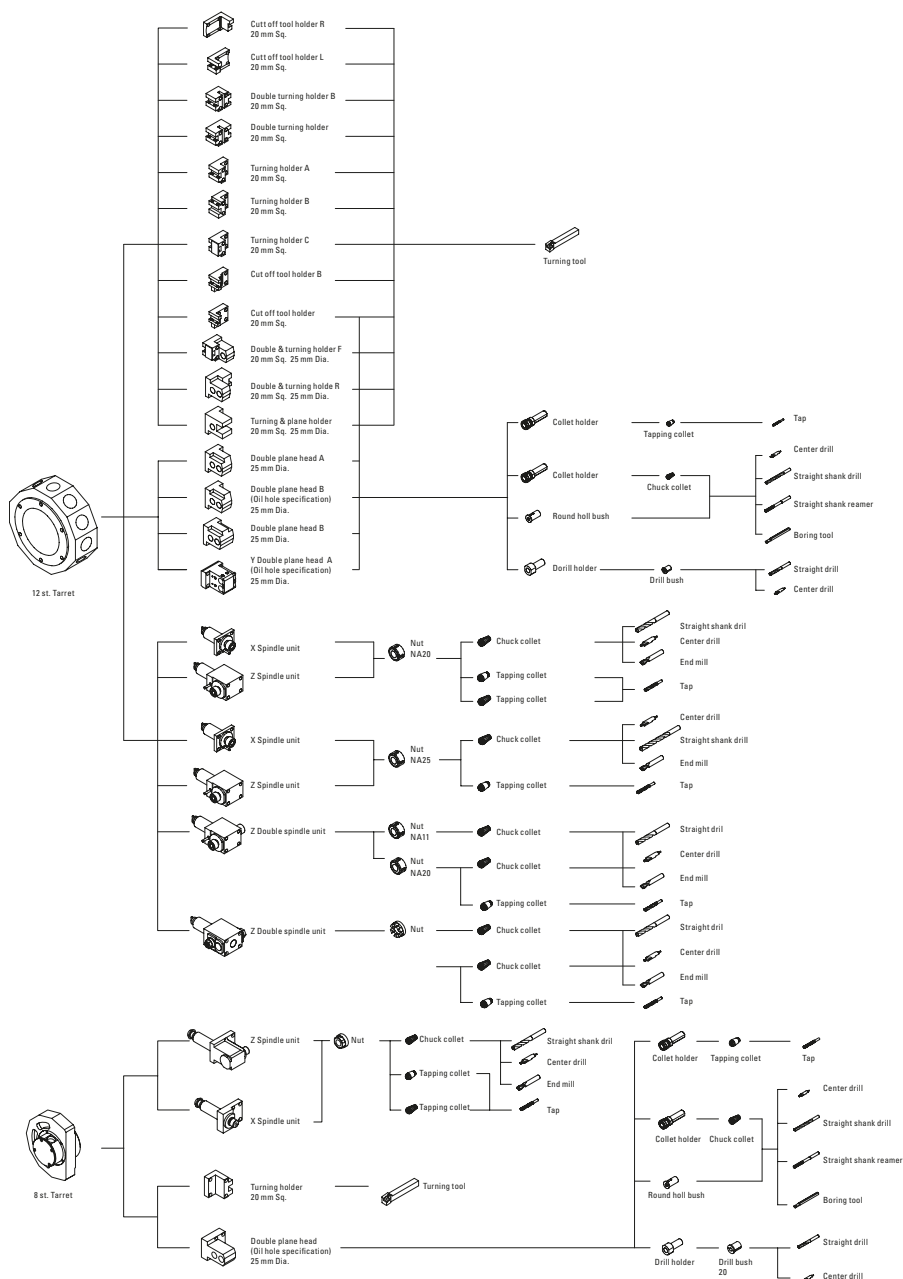 Cutt off tool holder R
20 mm Sq.
Cutt off tool holder L
20 mm Sq.
Double turning holder B
20 mm Sq.
Double turning holder
20 mm Sq.
Turning holder A
20 mm Sq.
Turning holder B
20 mm Sq.
Turning holder C
20 mm Sq.
Turning tool
Cut off tool holder B
Cut off tool holder
20 mm Sq.
Double & turning holder F
20 mm Sq. 25 mm Dia.
Double & turning holde R
20 mm Sq. 25 mm Dia.
Turning & plane holder
20 mm Sq. 25 mm Dia.
Collet holder
Tapping collet
Tap
Double plane head A
25 mm Dia.
Center drill
Collet holder
Chuck collet
Straight shank drill
Double plane head B
(Oil hole specification)
25 mm Dia.
Straight shank reamer
Round holl bush
Double plane head B
25 mm Dia.
Boring tool
Y Double plane head A
(Oil hole specification)
25 mm Dia.
Dorill holder
Drill bush
Straight drill
Center drill
12 st. Tarret
X Spindle unit
Nut
NA20
Chuck collet
Straight shank dril
Center drill
End mill
Z Spindle unit
Tapping collet
Tap
Tapping collet
X Spindle unit
Nut
NA25
Chuck collet
Center drill
Straight shank drill
End mill
Z Spindle unit
Tapping collet
Tap
Z Double spindle unit
Nut
NA11
Chuck collet
Straight dril
Center drill
Nut
NA20
Chuck collet
End mill
Tapping collet
Tap
Z Double spindle unit
Nut
Chuck collet
Straight dril
Center drill
Chuck collet
End mill
Tapping collet
Tap
Z Spindle unit
Nut
Chuck collet
Straight shank dril
Center drill
Tapping collet
End mill
Tapping collet
Tap
X Spindle unit
Collet holder
Tapping collet
Tap
Center drill
Collet holder
Chuck collet
Straight shank drill
Straight shank reamer
Round holl bush
Boring tool
8 st. Tarret
Turning holder
20 mm Sq.
Turning tool
Double plane head
(Oil hole specification)
25 mm Dia.
Drill holder
Drill bush
20
Straight drill
Center drill